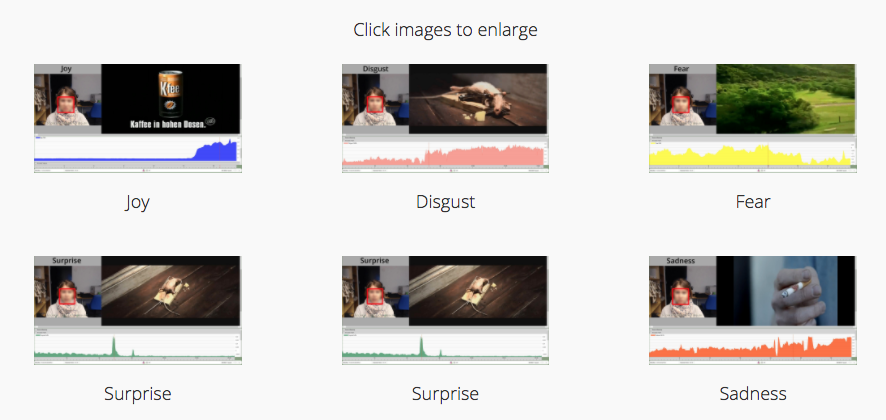 Click images to enlarge
Joy
Kfee
Kaffee in hohen Dosen.
Disgust
Fear
Joy
Disgust
Fear
Surprise
Surprise
Sadness
Surprise
Surprise
Sadness